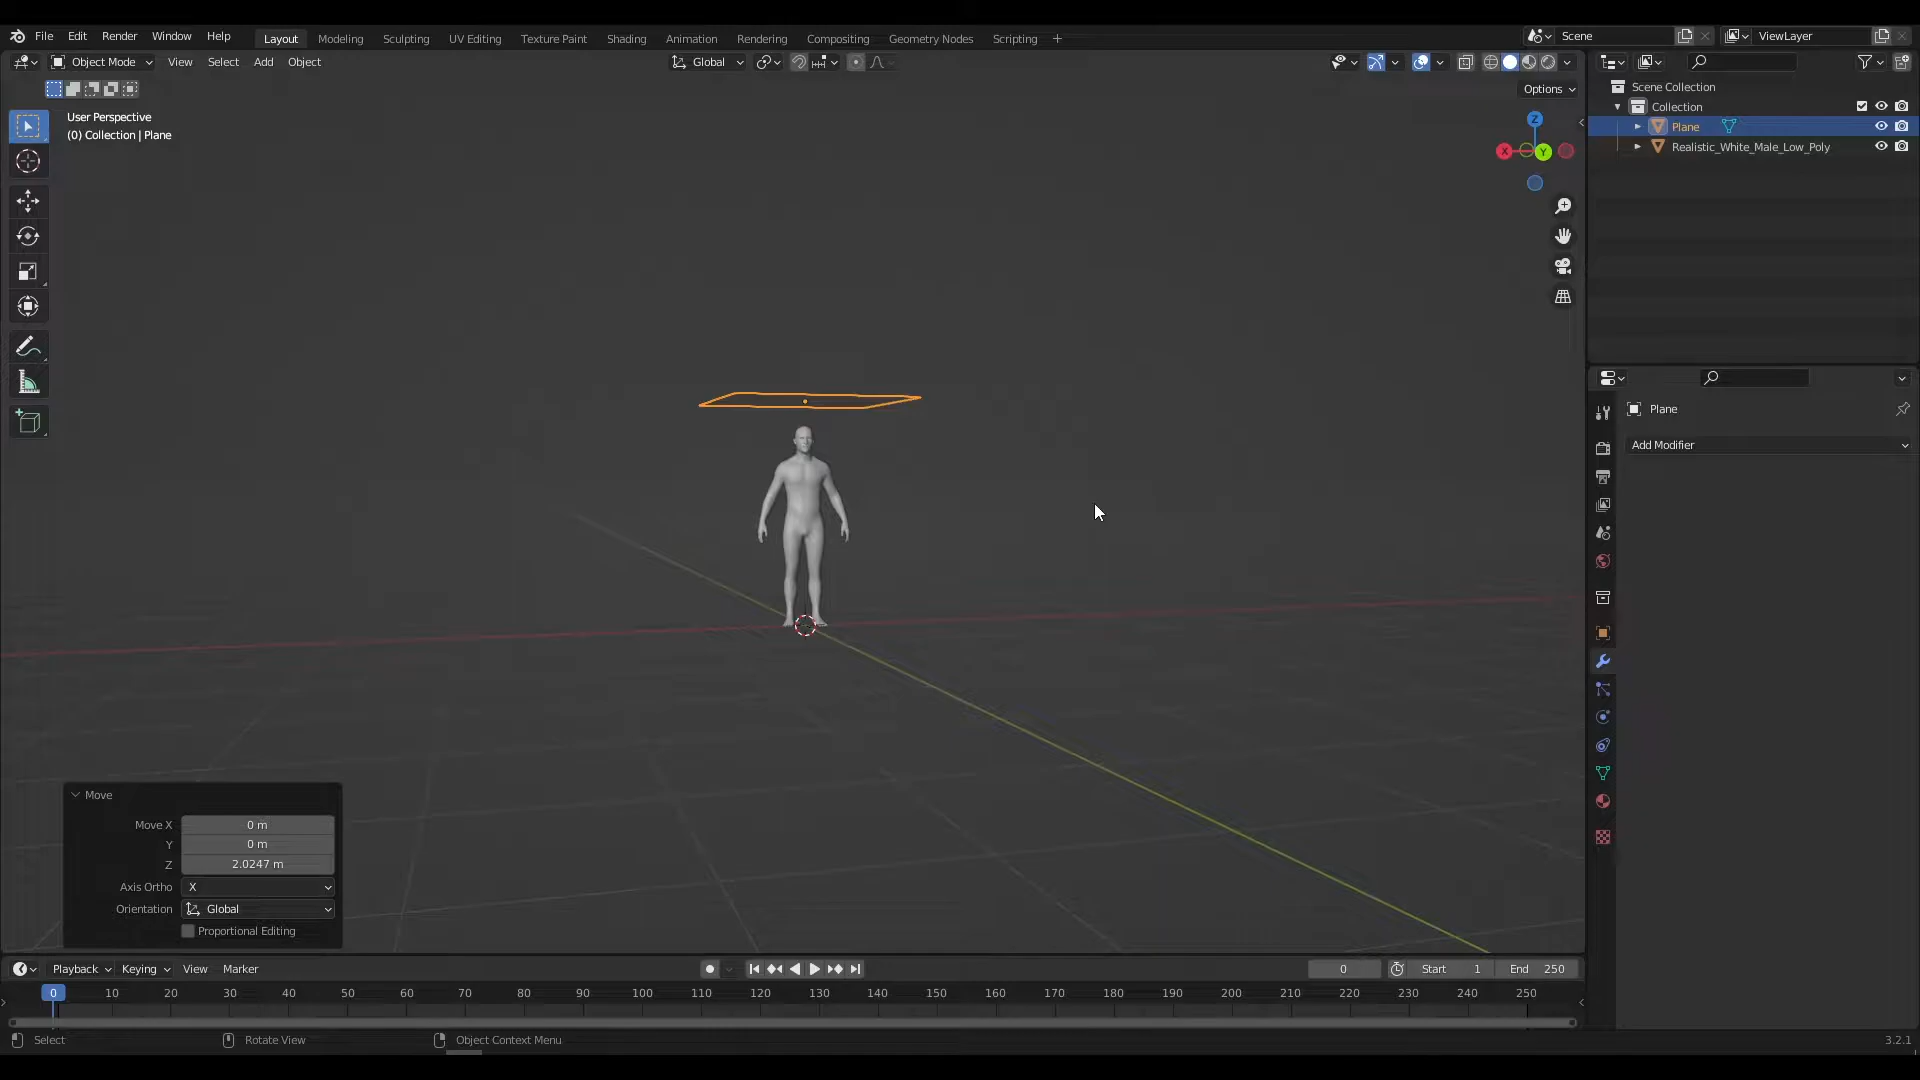 File Edit Render Window Help
Layout Modeling Sculpting UV Editing Texture Paint Shading Animation Rendering Compositing Geometry Nodes Scripting +
Scene
ViewLayer
Object Mode View Select Add Object
Global
Options
User Perspective
(0) Collection | Plane
Z
X
Y
Scene Collection
Collection
Plane
Realistic_White_Male_Low_Poly
Plane
Add Modifier
Move
Move X 0 m
Y 0 m
Z 2.0247 m
Axis Ortho X
Orientation Global
Proportional Editing
Playback Keying View Marker
0 Start 1 End 250
0 10 20 30 40 50 60 70 80 90 100 110 120 130 140 150 160 170 180 190 200 210 220 230 240 250
Select Rotate View Object Context Menu 3.2.1